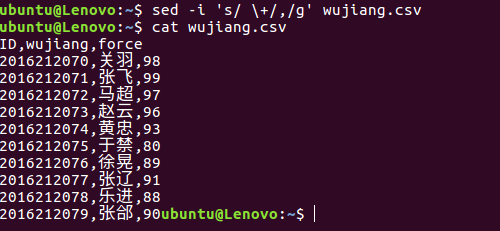 ubuntu@Lenovo:~$ sed -i 's/ \+/,/g' wujiang.csv
ubuntu@Lenovo:~$ cat wujiang.csv
ID,wujiang,force
2016212070,关羽,98
2016212071,张飞,99
2016212072,马超,97
2016212073,赵云,96
2016212074,黄忠,93
2016212075,于禁,80
2016212076,徐晃,89
2016212077,张辽,91
2016212078,乐进,88
2016212079,张郃,90ubuntu@Lenovo:~$